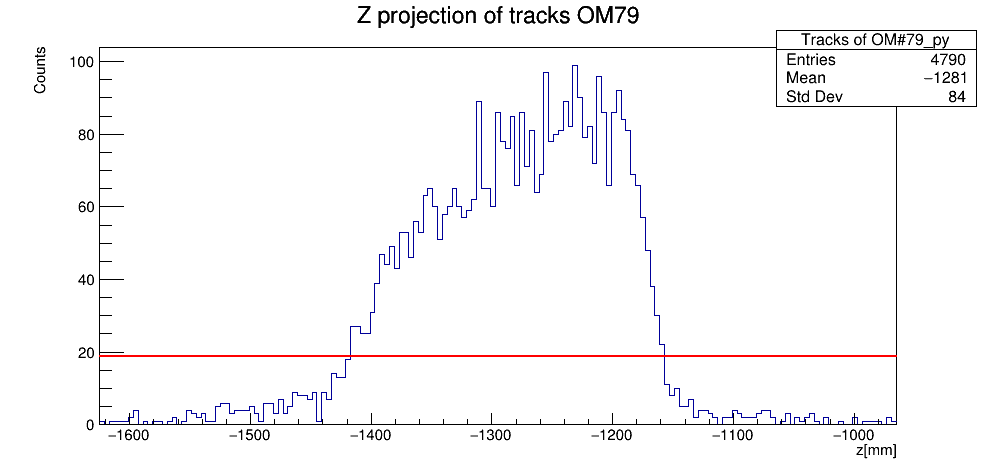 Z projection of tracks OM79
Tracks of OM#79_py
Entries 4790
Mean −1281
Std Dev 84
Counts
100
80
60
40
20
0
−1600 −1500 −1400 −1300 −1200 −1100 −1000
z[mm]